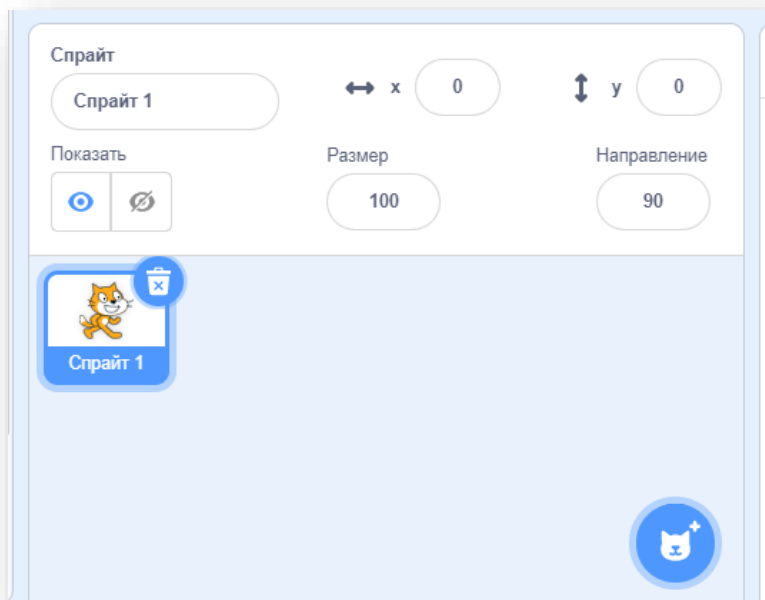 Спрайт
Спрайт 1
x 0
y 0
Показать
Размер
Направление
100
90
Спрайт 1